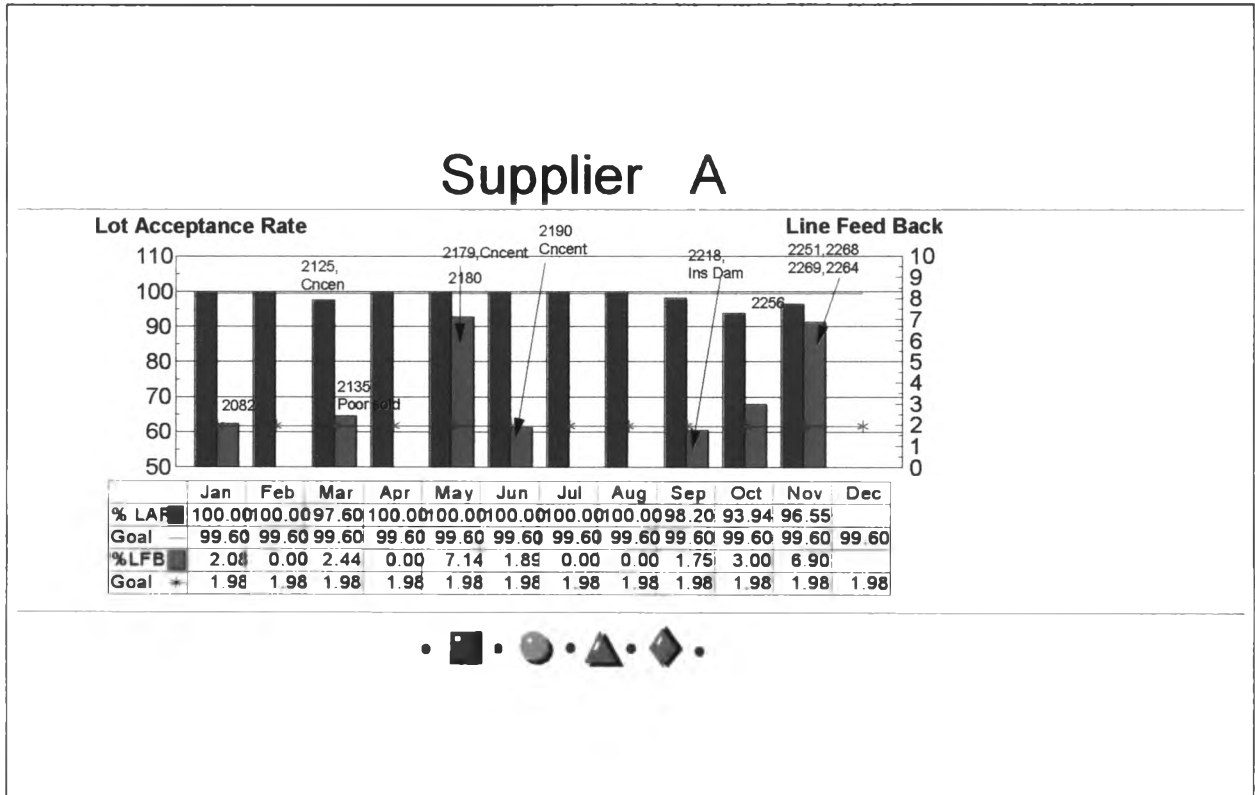 Supplier A
Lot Acceptance Rate
Line Feed Back
2125,
Cncen
2179,Cncent
2180
2190
Cncent
2218,
Ins Dam
2251,2268
2269,2264
2256
2082
2135
Poor sold
110
100
90
80
70
60
50
10
9
8
7
6
5
4
3
2
1
0
Jan Feb Mar Apr May Jun Jul Aug Sep Oct Nov Dec
% LAR 100.00 100.00 97.60 100.00 100.00 100.00 100.00 100.00 98.20 93.94 96.55
Goal 99.60 99.60 99.60 99.60 99.60 99.60 99.60 99.60 99.60 99.60 99.60 99.60
%LFB 2.08 0.00 2.44 0.00 7.14 1.89 0.00 0.00 1.75 3.00 6.90
Goal 1.98 1.98 1.98 1.98 1.98 1.98 1.98 1.98 1.98 1.98 1.98 1.98